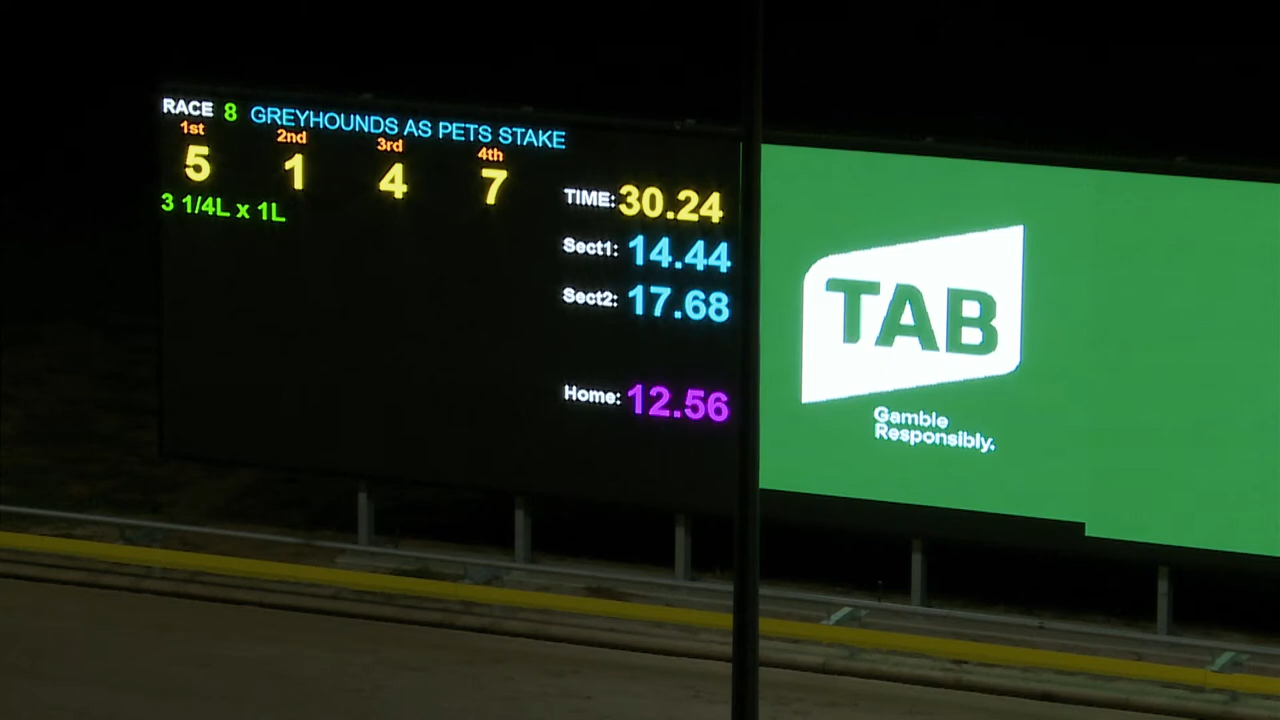 RACE 8 GREYHOUNDS AS PETS STAKE
1st 2nd 3rd 4th
5 1 4 7
3 1/4L x 1L
TIME: 30.24
Sect1: 14.44
Sect2: 17.68
Home: 12.56
TAB
Gamble
Responsibly.